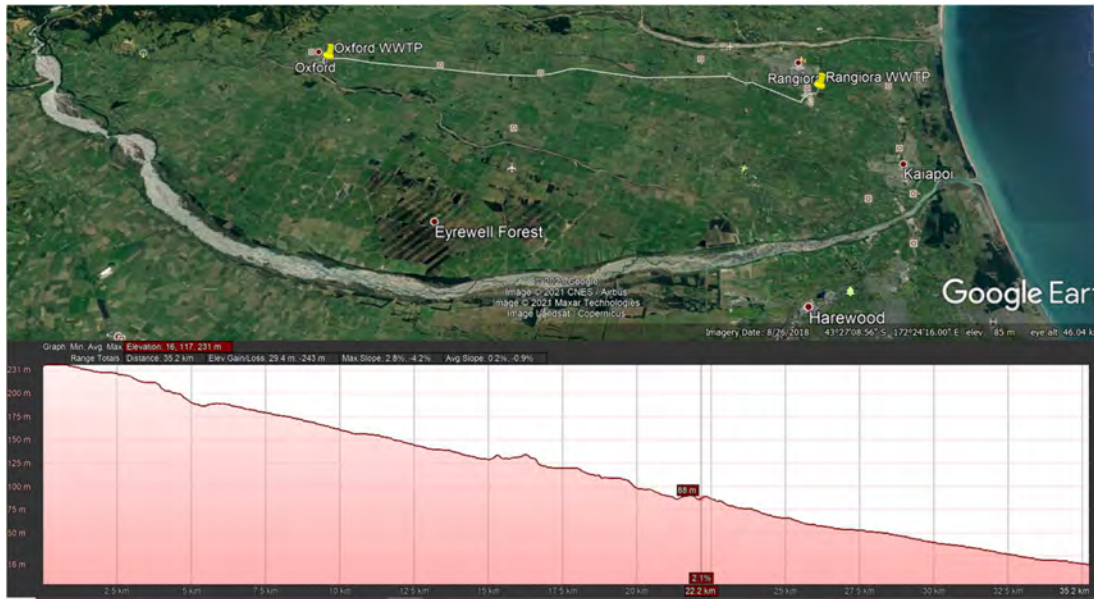 Oxford WWTP
Oxford
Rangiora
Rangiora WWTP
Kaiapoi
Eyrewell Forest
© 2021 Google
Image © 2021 CNES / Airbus
Image © 2021 Maxar Technologies
Image Landsat / Copernicus
Harewood
Google Eart
Imagery Date: 8/26/2018 43°27'08.56" S 172°24'16.00" E elev 85 m eye alt 46.04 k
Graph: Min, Avg, Max Elevation: 16, 117, 231 m
Range Totals: Distance: 35.2 km Elev Gain/Loss: 29.4 m, -243 m Max Slope: 2.8%, -4.2% Avg Slope: 0.2%, -0.9%
231 m
200 m
175 m
150 m
125 m
100 m
75 m
50 m
16 m
88 m
2.1%
2.5 km 5 km 7.5 km 10 km 12.5 km 15 km 17.5 km 20 km 22.2 km 25 km 27.5 km 30 km 32.5 km 35.2 km